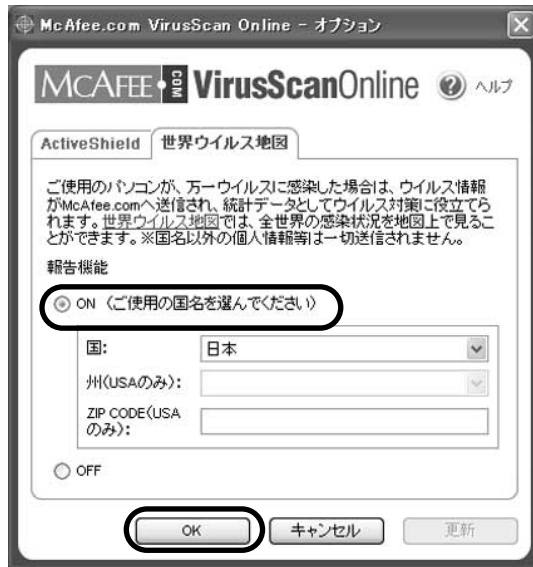 McAfee.com VirusScan Online - オプション
McAFEE.COM VirusScanOnline ? ヘルプ
ActiveShield 世界ウイルス地図
ご使用のパソコンが、万一ウイルスに感染した場合は、ウイルス情報
がMcAfee.comへ送信され、統計データとしてウイルス対策に役立てら
れます。世界ウイルス地図では、全世界の感染状況を地図上で見るこ
とができます。※国名以外の個人情報等は一切送信されません。
報告機能
ON (ご使用の国名を選んでください)
国: 日本
州(USAのみ):
ZIP CODE(USA
のみ):
OFF
OK キャンセル 更新